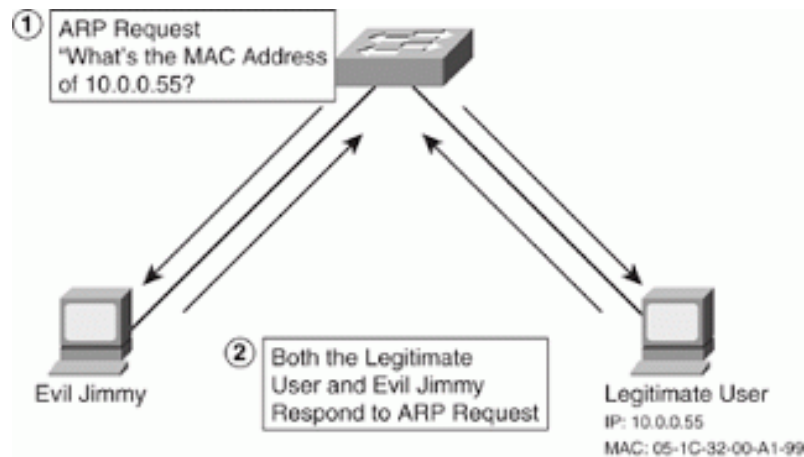 1
ARP Request
“What's the MAC Address
of 10.0.0.55?
Evil Jimmy
2
Both the Legitimate
User and Evil Jimmy
Respond to ARP Request
Legitimate User
IP: 10.0.0.55
MAC: 05-1C-32-00-A1-99